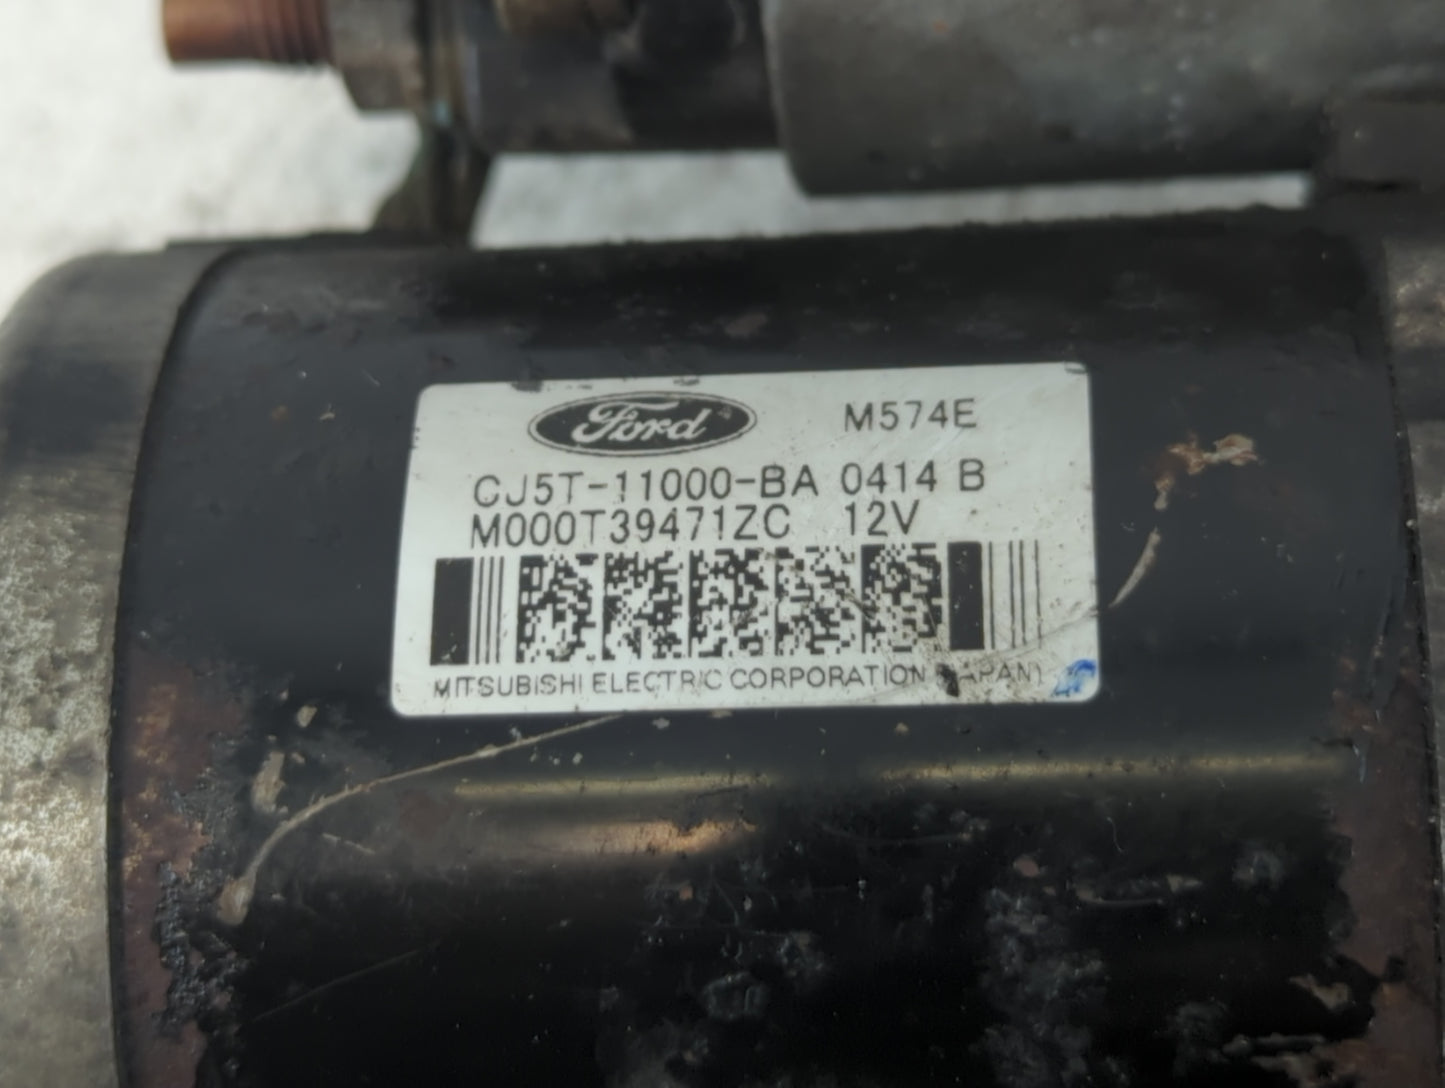 Ford M574E
CJ5T-11000-BA 0414 B
M000T39471ZC 12V
MITSUBISHI ELECTRIC CORPORATION